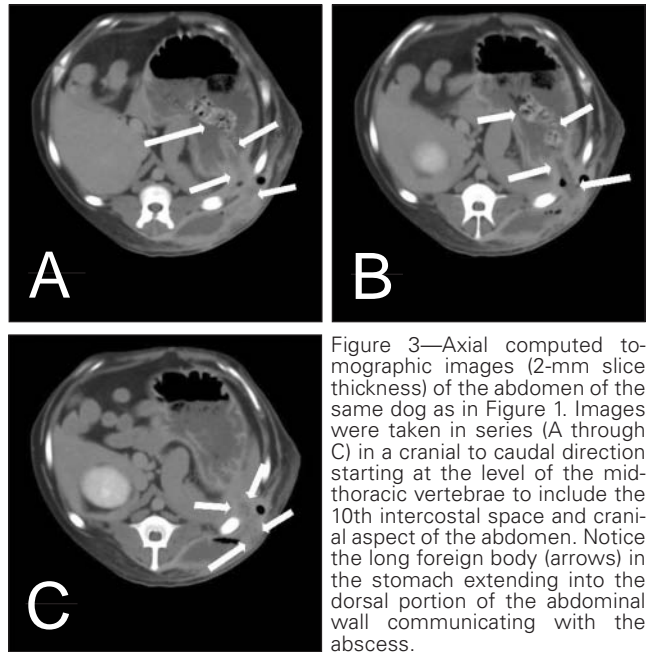 A
B
C
Figure 3—Axial computed to-
mographic images (2-mm slice
thickness) of the abdomen of the
same dog as in Figure 1. Images
were taken in series (A through
C) in a cranial to caudal direction
starting at the level of the mid-
thoracic vertebrae to include the
10th intercostal space and crani-
al aspect of the abdomen. Notice
the long foreign body (arrows) in
the stomach extending into the
dorsal portion of the abdominal
wall communicating with the
abscess.